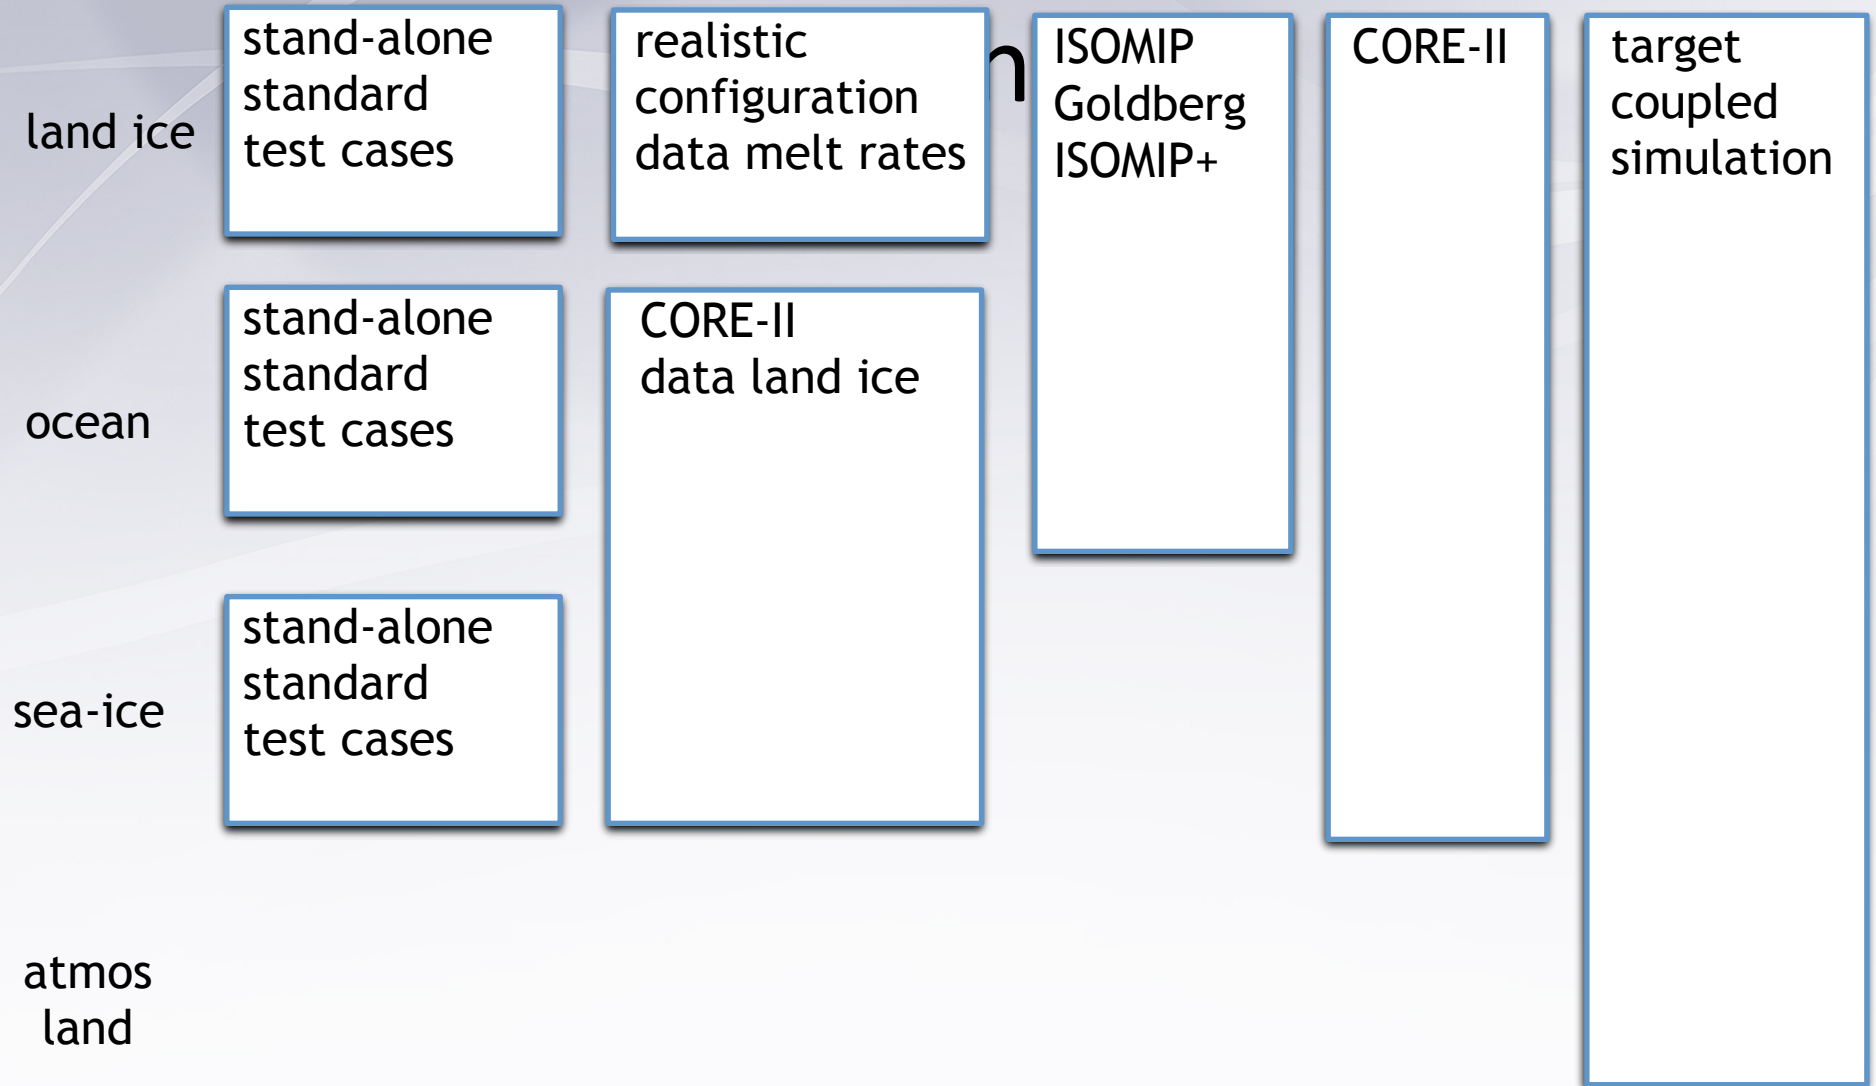 land ice
stand-alone
standard
test cases
realistic
configuration
data melt rates
ISOMIP
Goldberg
ISOMIP+
CORE-II
target
coupled
simulation
ocean
stand-alone
standard
test cases
CORE-II
data land ice
sea-ice
stand-alone
standard
test cases
atmos
land